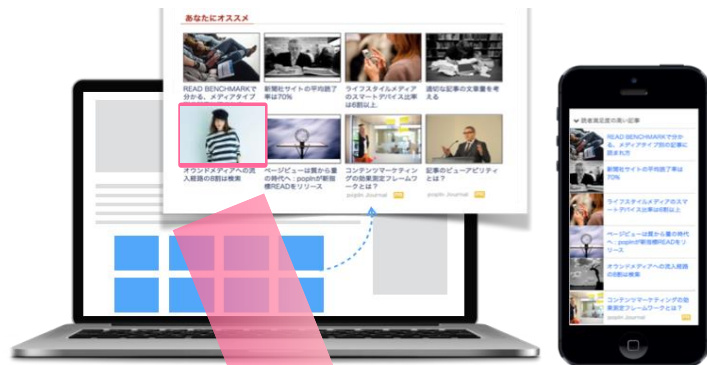 あなたにオススメ
READ BENCHMARKで
分かる、メディアタイプ
新聞社サイトの平均読了
率は70%
ライフスタイルメディア
のスマートデバイス比率
は6割以上
適切な記事の文章量を考
える
オウンドメディアへの流
入経路の8割は検索
ページビューは質から量
の時代へ：popInが新指
標READをリリース
コンテンツマーケティン
グの効果測定フレームワ
ークとは？
popIn Journal
記事のビューアビリティ
とは？
popIn Journal
読者満足度の高い記事
READ BENCHMARKで分か
る、メディアタイプ別の記事に
読まれ方
新聞社サイトの平均読了率は
70%
ライフスタイルメディアのスマ
ートデバイス比率は6割以上
ページビューは質から量の時代
へ：popInが新指標READをリ
リース
オウンドメディアへの流入経路
の8割は検索
コンテンツマーケティングの効
果測定フレームワークとは？
popIn Journal